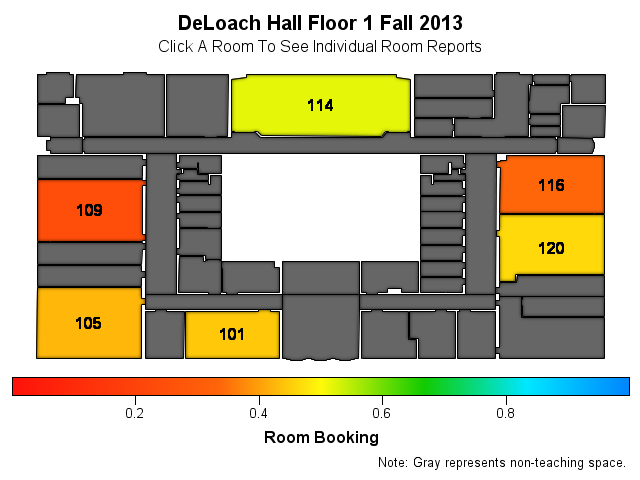 DeLoach Hall Floor 1 Fall 2013
Click A Room To See Individual Room Reports
114
116
109
120
105
101
0.2 0.4 0.6 0.8
Room Booking
Note: Gray represents non-teaching space.